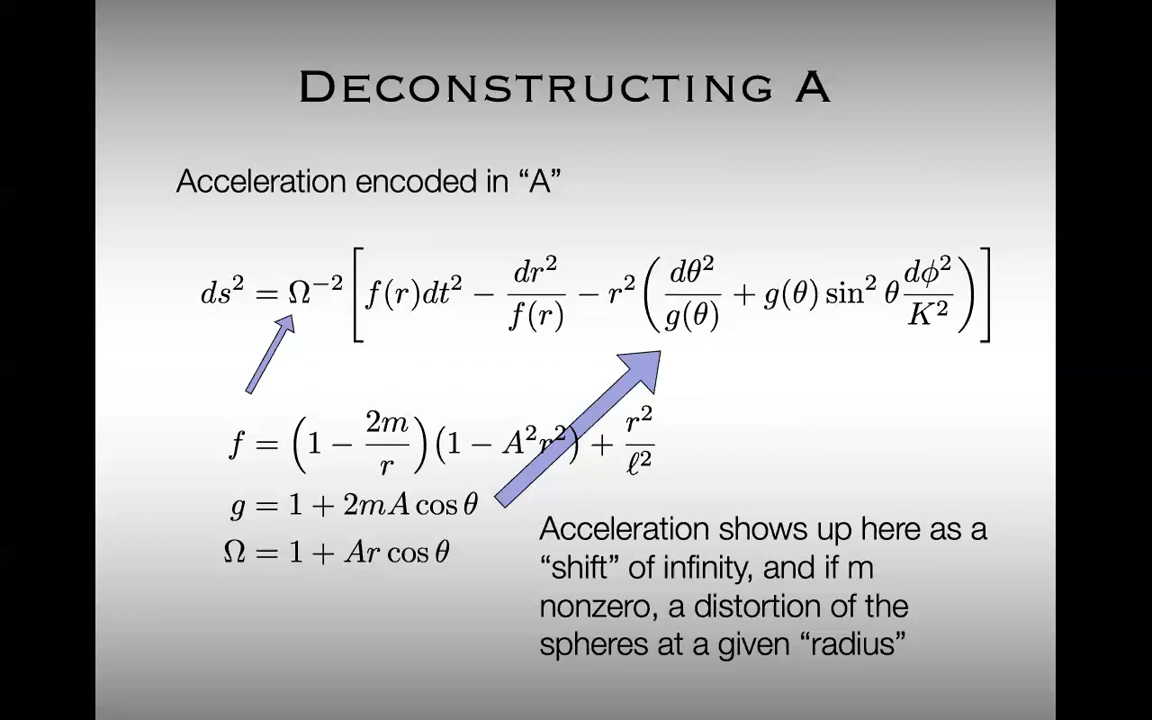 DECONSTRUCTING A
Acceleration encoded in “A”
ds² = Ω⁻² [ f(r)dt² − dr²/f(r) − r² ( dθ²/g(θ) + g(θ) sin² θ dϕ²/K² ) ]
f = (1 − 2m/r)(1 − A²r²) + r²/ℓ²
g = 1 + 2mA cos θ
Ω = 1 + Ar cos θ
Acceleration shows up here as a
“shift” of infinity, and if m
nonzero, a distortion of the
spheres at a given “radius”